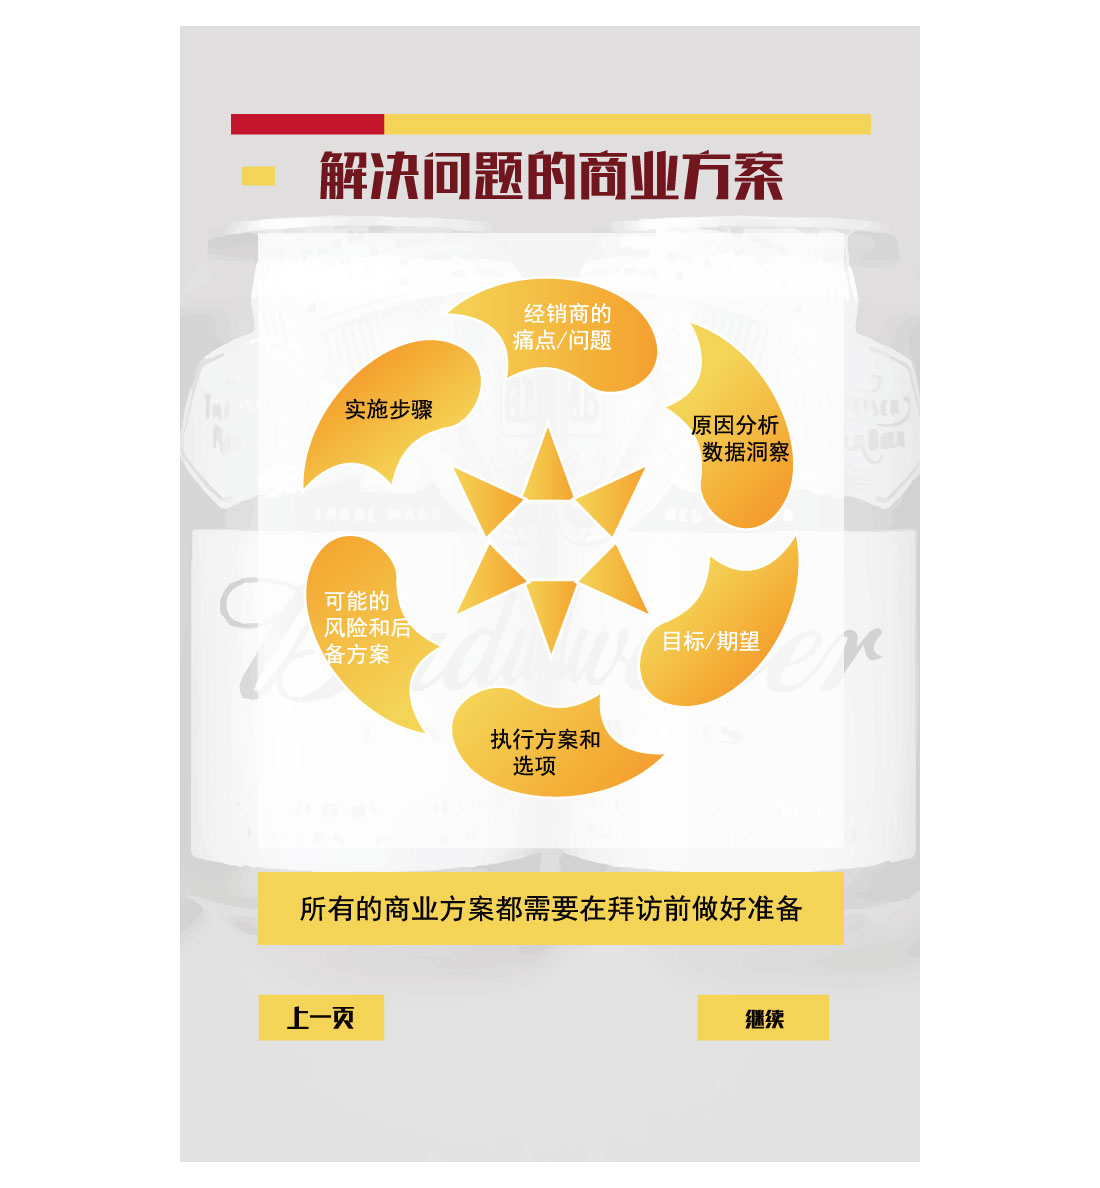 解决问题的商业方案
经销商的
痛点/问题
原因分析
数据洞察
目标/期望
执行方案和
选项
可能的
风险和后
备方案
实施步骤
Budweiser
所有的商业方案都需要在拜访前做好准备
上一页
继续